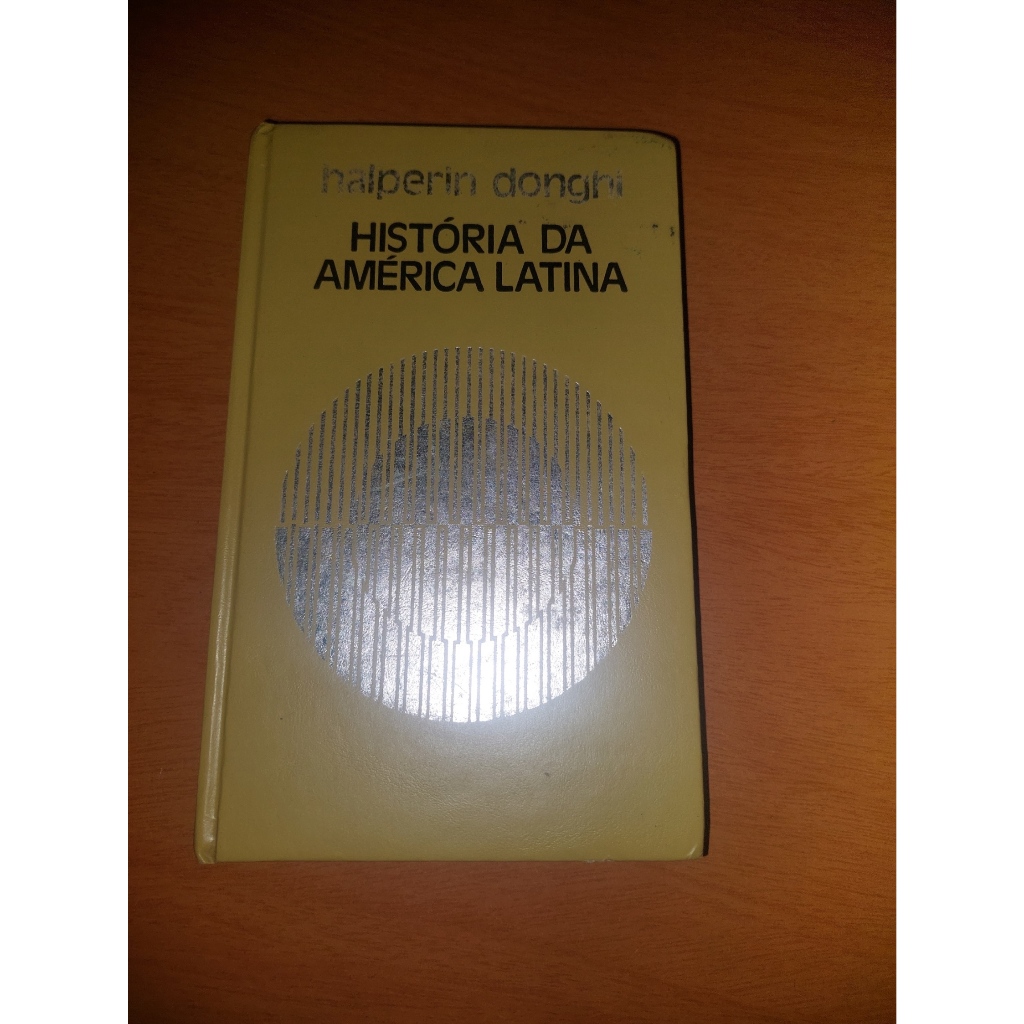 halperin donghi
HISTÓRIA DA
AMÉRICA LATINA